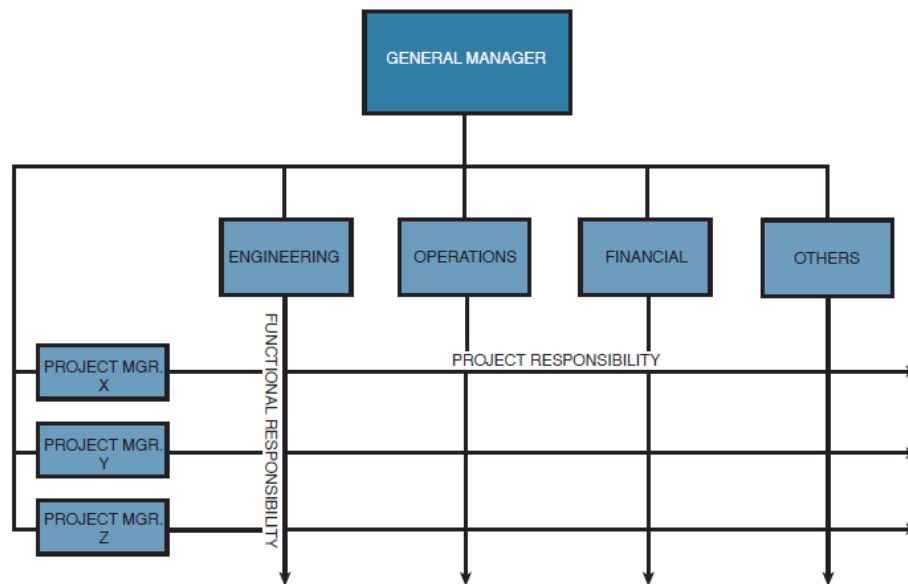 GENERAL MANAGER
ENGINEERING
OPERATIONS
FINANCIAL
OTHERS
FUNCTIONAL RESPONSIBILITY
PROJECT RESPONSIBILITY
PROJECT MGR.
X
PROJECT MGR.
Y
PROJECT MGR.
Z